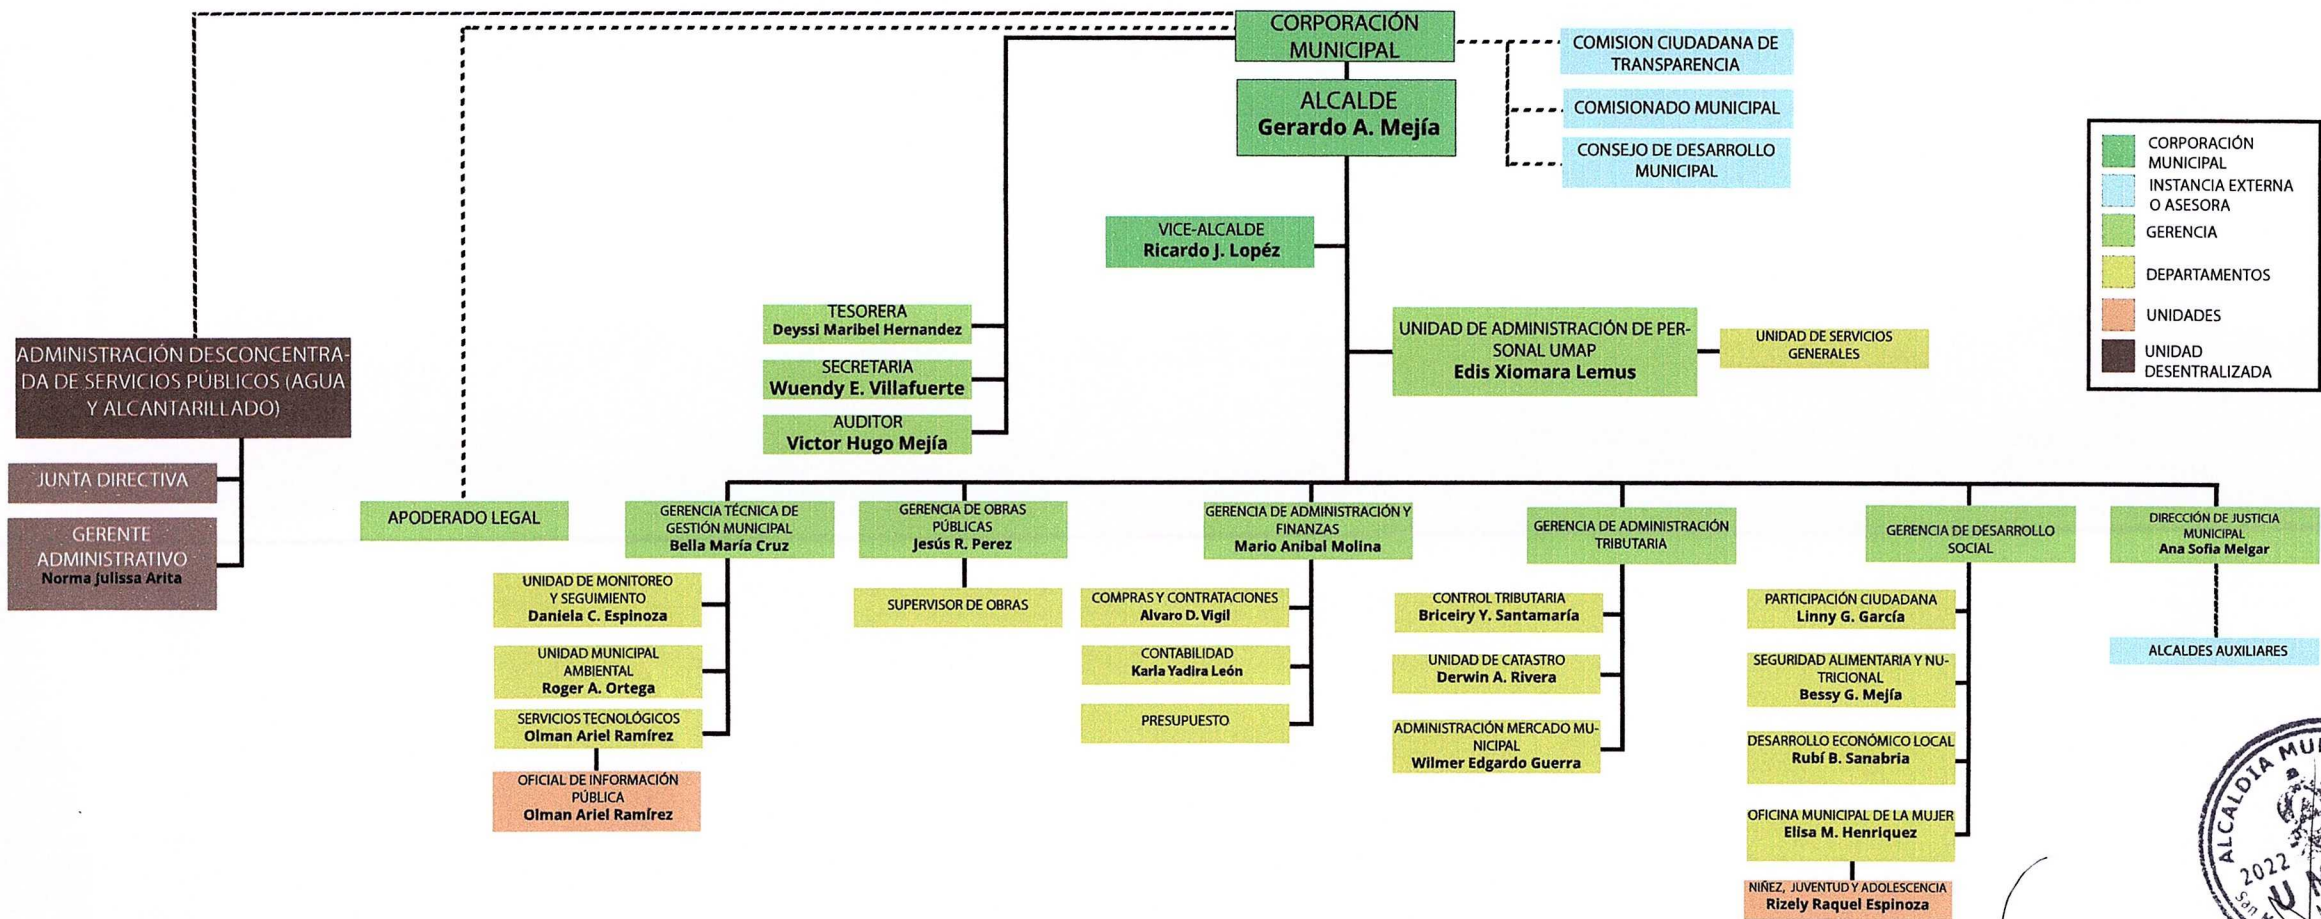 CORPORACIÓN
MUNICIPAL
ALCALDE
Gerardo A. Mejía
COMISION CIUDADANA DE
TRANSPARENCIA
COMISIONADO MUNICIPAL
CONSEJO DE DESARROLLO
MUNICIPAL
CORPORACIÓN
MUNICIPAL
INSTANCIA EXTERNA
O ASESORA
GERENCIA
DEPARTAMENTOS
UNIDADES
UNIDAD
DESENTRALIZADA
VICE-ALCALDE
Ricardo J. Lopéz
TESORERA
Deyssi Maribel Hernandez
SECRETARIA
Wuendy E. Villafuerte
AUDITOR
Victor Hugo Mejía
UNIDAD DE ADMINISTRACIÓN DE PER-
SONAL UMAP
Edis Xiomara Lemus
UNIDAD DE SERVICIOS
GENERALES
ADMINISTRACIÓN DESCONCENTRA-
DA DE SERVICIOS PÚBLICOS (AGUA
Y ALCANTARILLADO)
JUNTA DIRECTIVA
GERENTE
ADMINISTRATIVO
Norma Julissa Arita
APODERADO LEGAL
GERENCIA TÉCNICA DE
GESTIÓN MUNICIPAL
Bella María Cruz
UNIDAD DE MONITOREO
Y SEGUIMIENTO
Daniela C. Espinoza
UNIDAD MUNICIPAL
AMBIENTAL
Roger A. Ortega
SERVICIOS TECNOLÓGICOS
Olman Ariel Ramírez
OFICIAL DE INFORMACIÓN
PÚBLICA
Olman Ariel Ramírez
GERENCIA DE OBRAS
PÚBLICAS
Jesús R. Perez
SUPERVISOR DE OBRAS
GERENCIA DE ADMINISTRACIÓN Y
FINANZAS
Mario Anibal Molina
COMPRAS Y CONTRATACIONES
Alvaro D. Vigil
CONTABILIDAD
Karla Yadira León
PRESUPUESTO
GERENCIA DE ADMINISTRACIÓN
TRIBUTARIA
CONTROL TRIBUTARIA
Briceiry Y. Santamaría
UNIDAD DE CATASTRO
Derwin A. Rivera
ADMINISTRACIÓN MERCADO MU-
NICIPAL
Wilmer Edgardo Guerra
GERENCIA DE DESARROLLO
SOCIAL
PARTICIPACIÓN CIUDADANA
Linny G. García
SEGURIDAD ALIMENTARIA Y NU-
TRICIONAL
Bessy G. Mejía
DESARROLLO ECONÓMICO LOCAL
Rubí B. Sanabria
OFICINA MUNICIPAL DE LA MUJER
Elisa M. Henriquez
NIÑEZ, JUVENTUD Y ADOLESCENCIA
Rizely Raquel Espinoza
DIRECCIÓN DE JUSTICIA
MUNICIPAL
Ana Sofia Melgar
ALCALDES AUXILIARES
ALCALDIA MU
2022